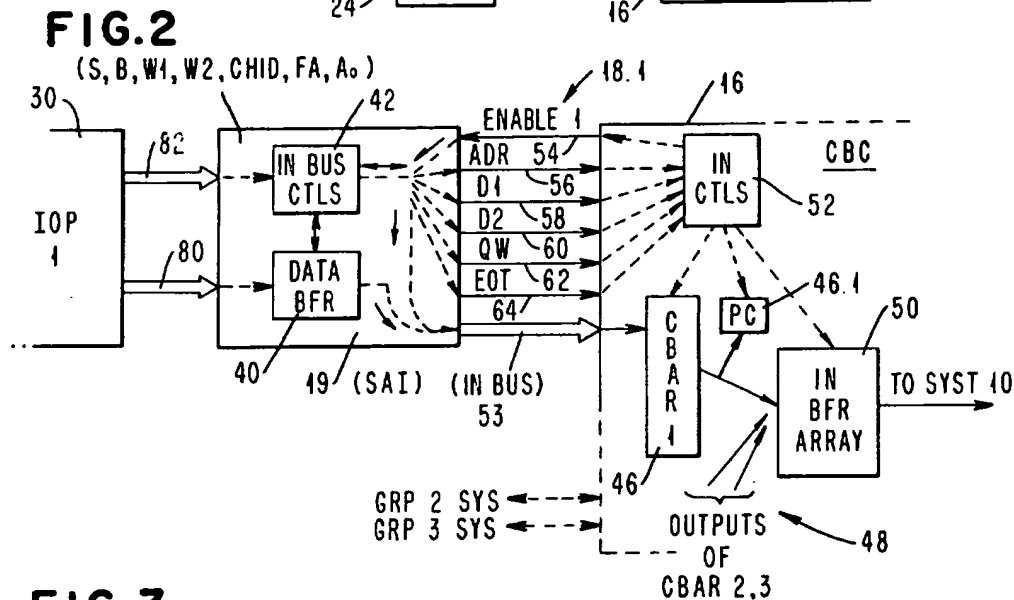 24
16
FIG.2
(S, B, W1, W2, CHID, FA, A₀)
30
82
42
18.1
16
ENABLE 1
IN BUS
CTLS
ADR
54
56
D1
58
D2
60
QW
62
EOT
64
IN
CTLS
52
CBC
IOP
1
80
DATA
BFR
40
19 (SAI)
(IN BUS)
53
CBAR
1
46
PC
46.1
50
IN
BFR
ARRAY
TO SYST 10
GRP 2 SYS
GRP 3 SYS
OUTPUTS
OF
CBAR 2,3
48